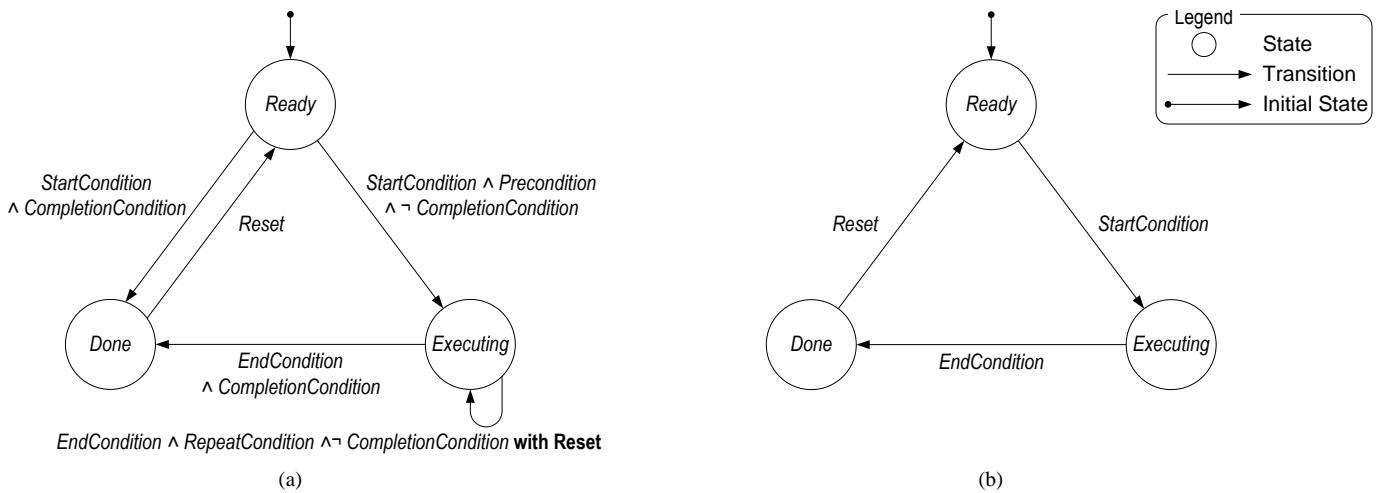 Legend
State
Transition
Initial State
Ready
StartCondition
∧ CompletionCondition
Reset
StartCondition ∧ Precondition
∧ ¬ CompletionCondition
Done
Executing
EndCondition
∧ CompletionCondition
EndCondition ∧ RepeatCondition ∧¬ CompletionCondition with Reset
(a)
Ready
Reset
StartCondition
Done
Executing
EndCondition
(b)